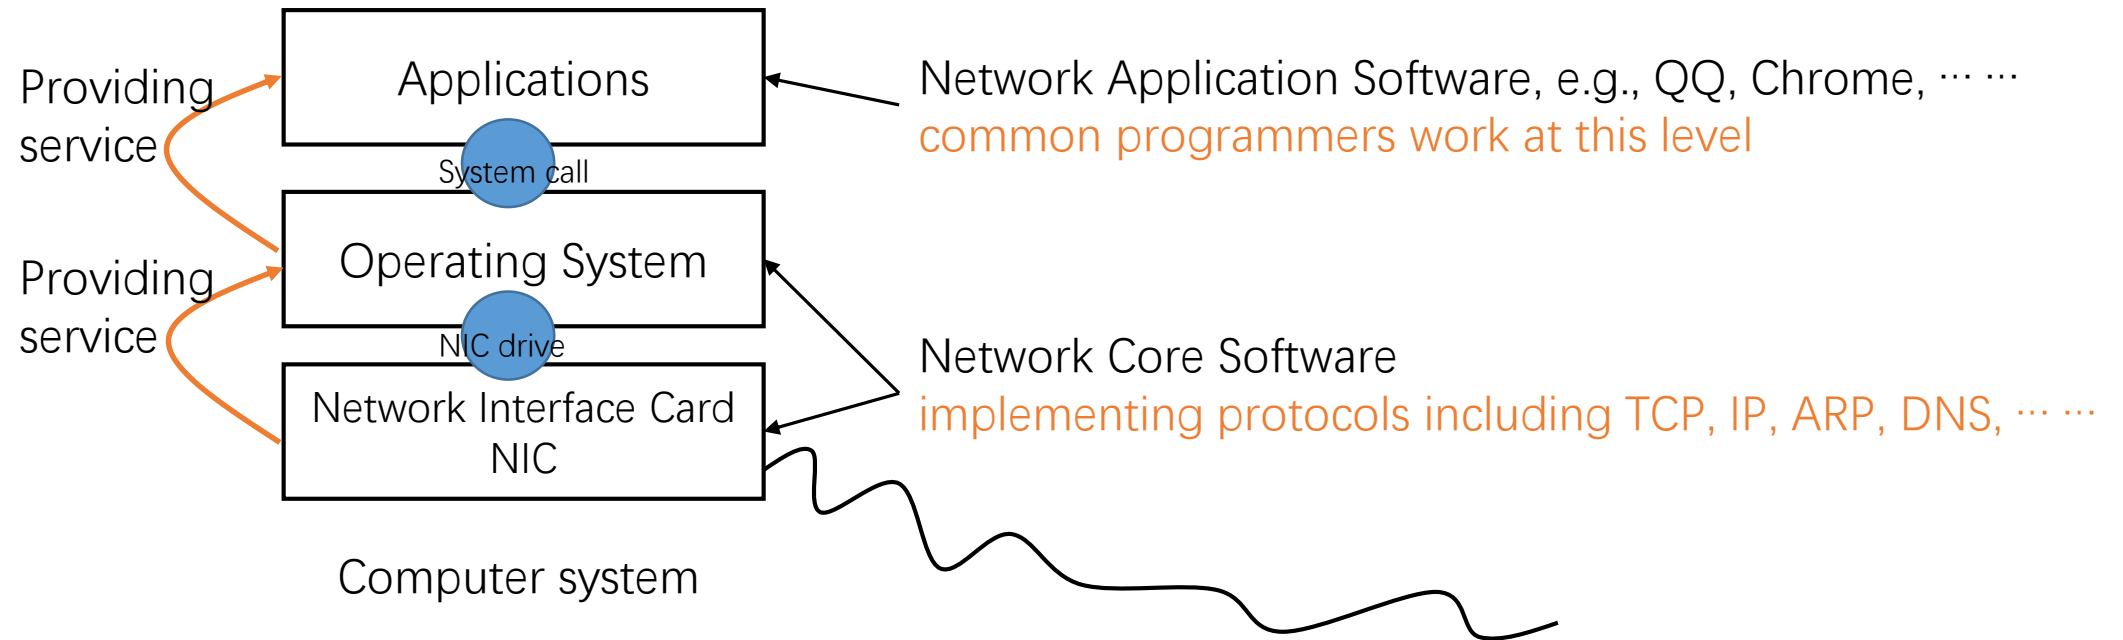 Applications
Providing
service
System call
Operating System
Providing
service
NIC drive
Network Interface Card
NIC
Computer system
Network Application Software, e.g., QQ, Chrome, ··· ···
common programmers work at this level
Network Core Software
implementing protocols including TCP, IP, ARP, DNS, ··· ···